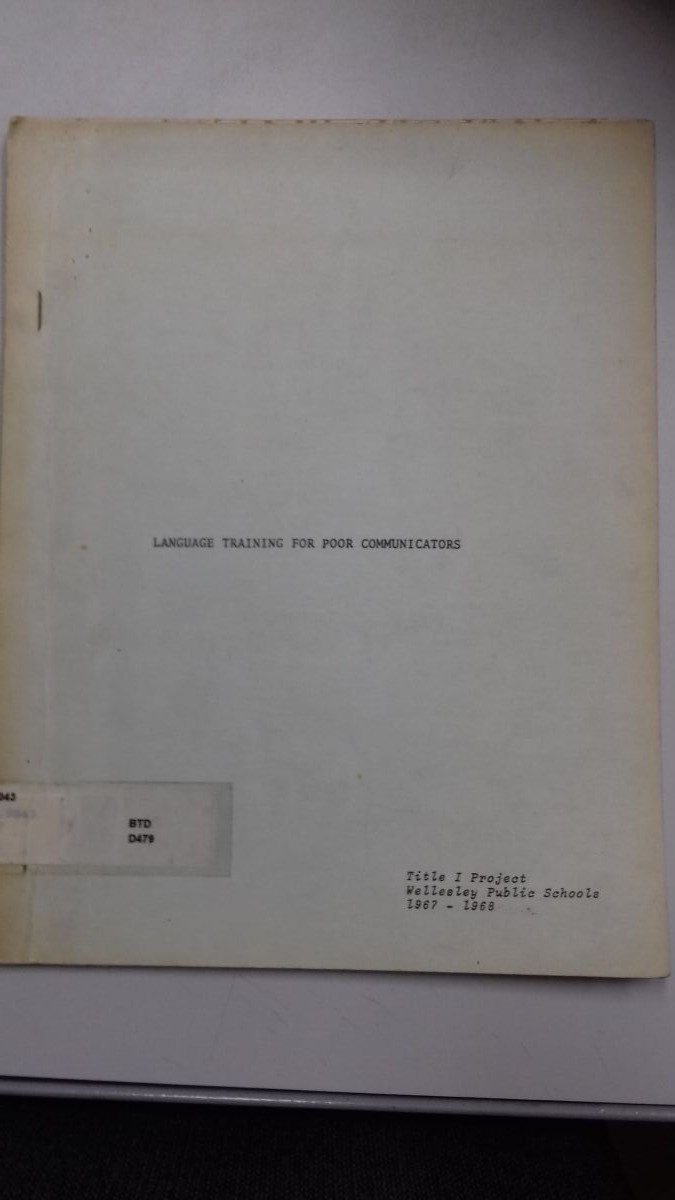 LANGUAGE TRAINING FOR POOR COMMUNICATORS
BTD
D479
Title I Project
Wellesley Public Schools
1967 - 1968